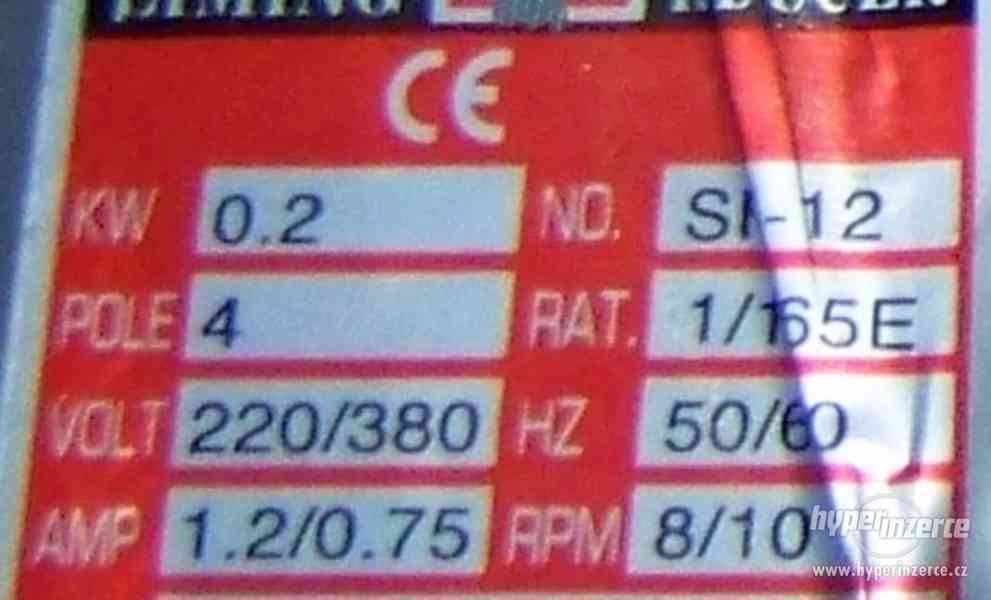 CE
KW 0.2 NO. SI-12
POLE 4 RAT. 1/165E
VOLT 220/380 HZ 50/60
AMP 1.2/0.75 RPM 8/10
hyperinzerce
www.hyperinzerce.cz